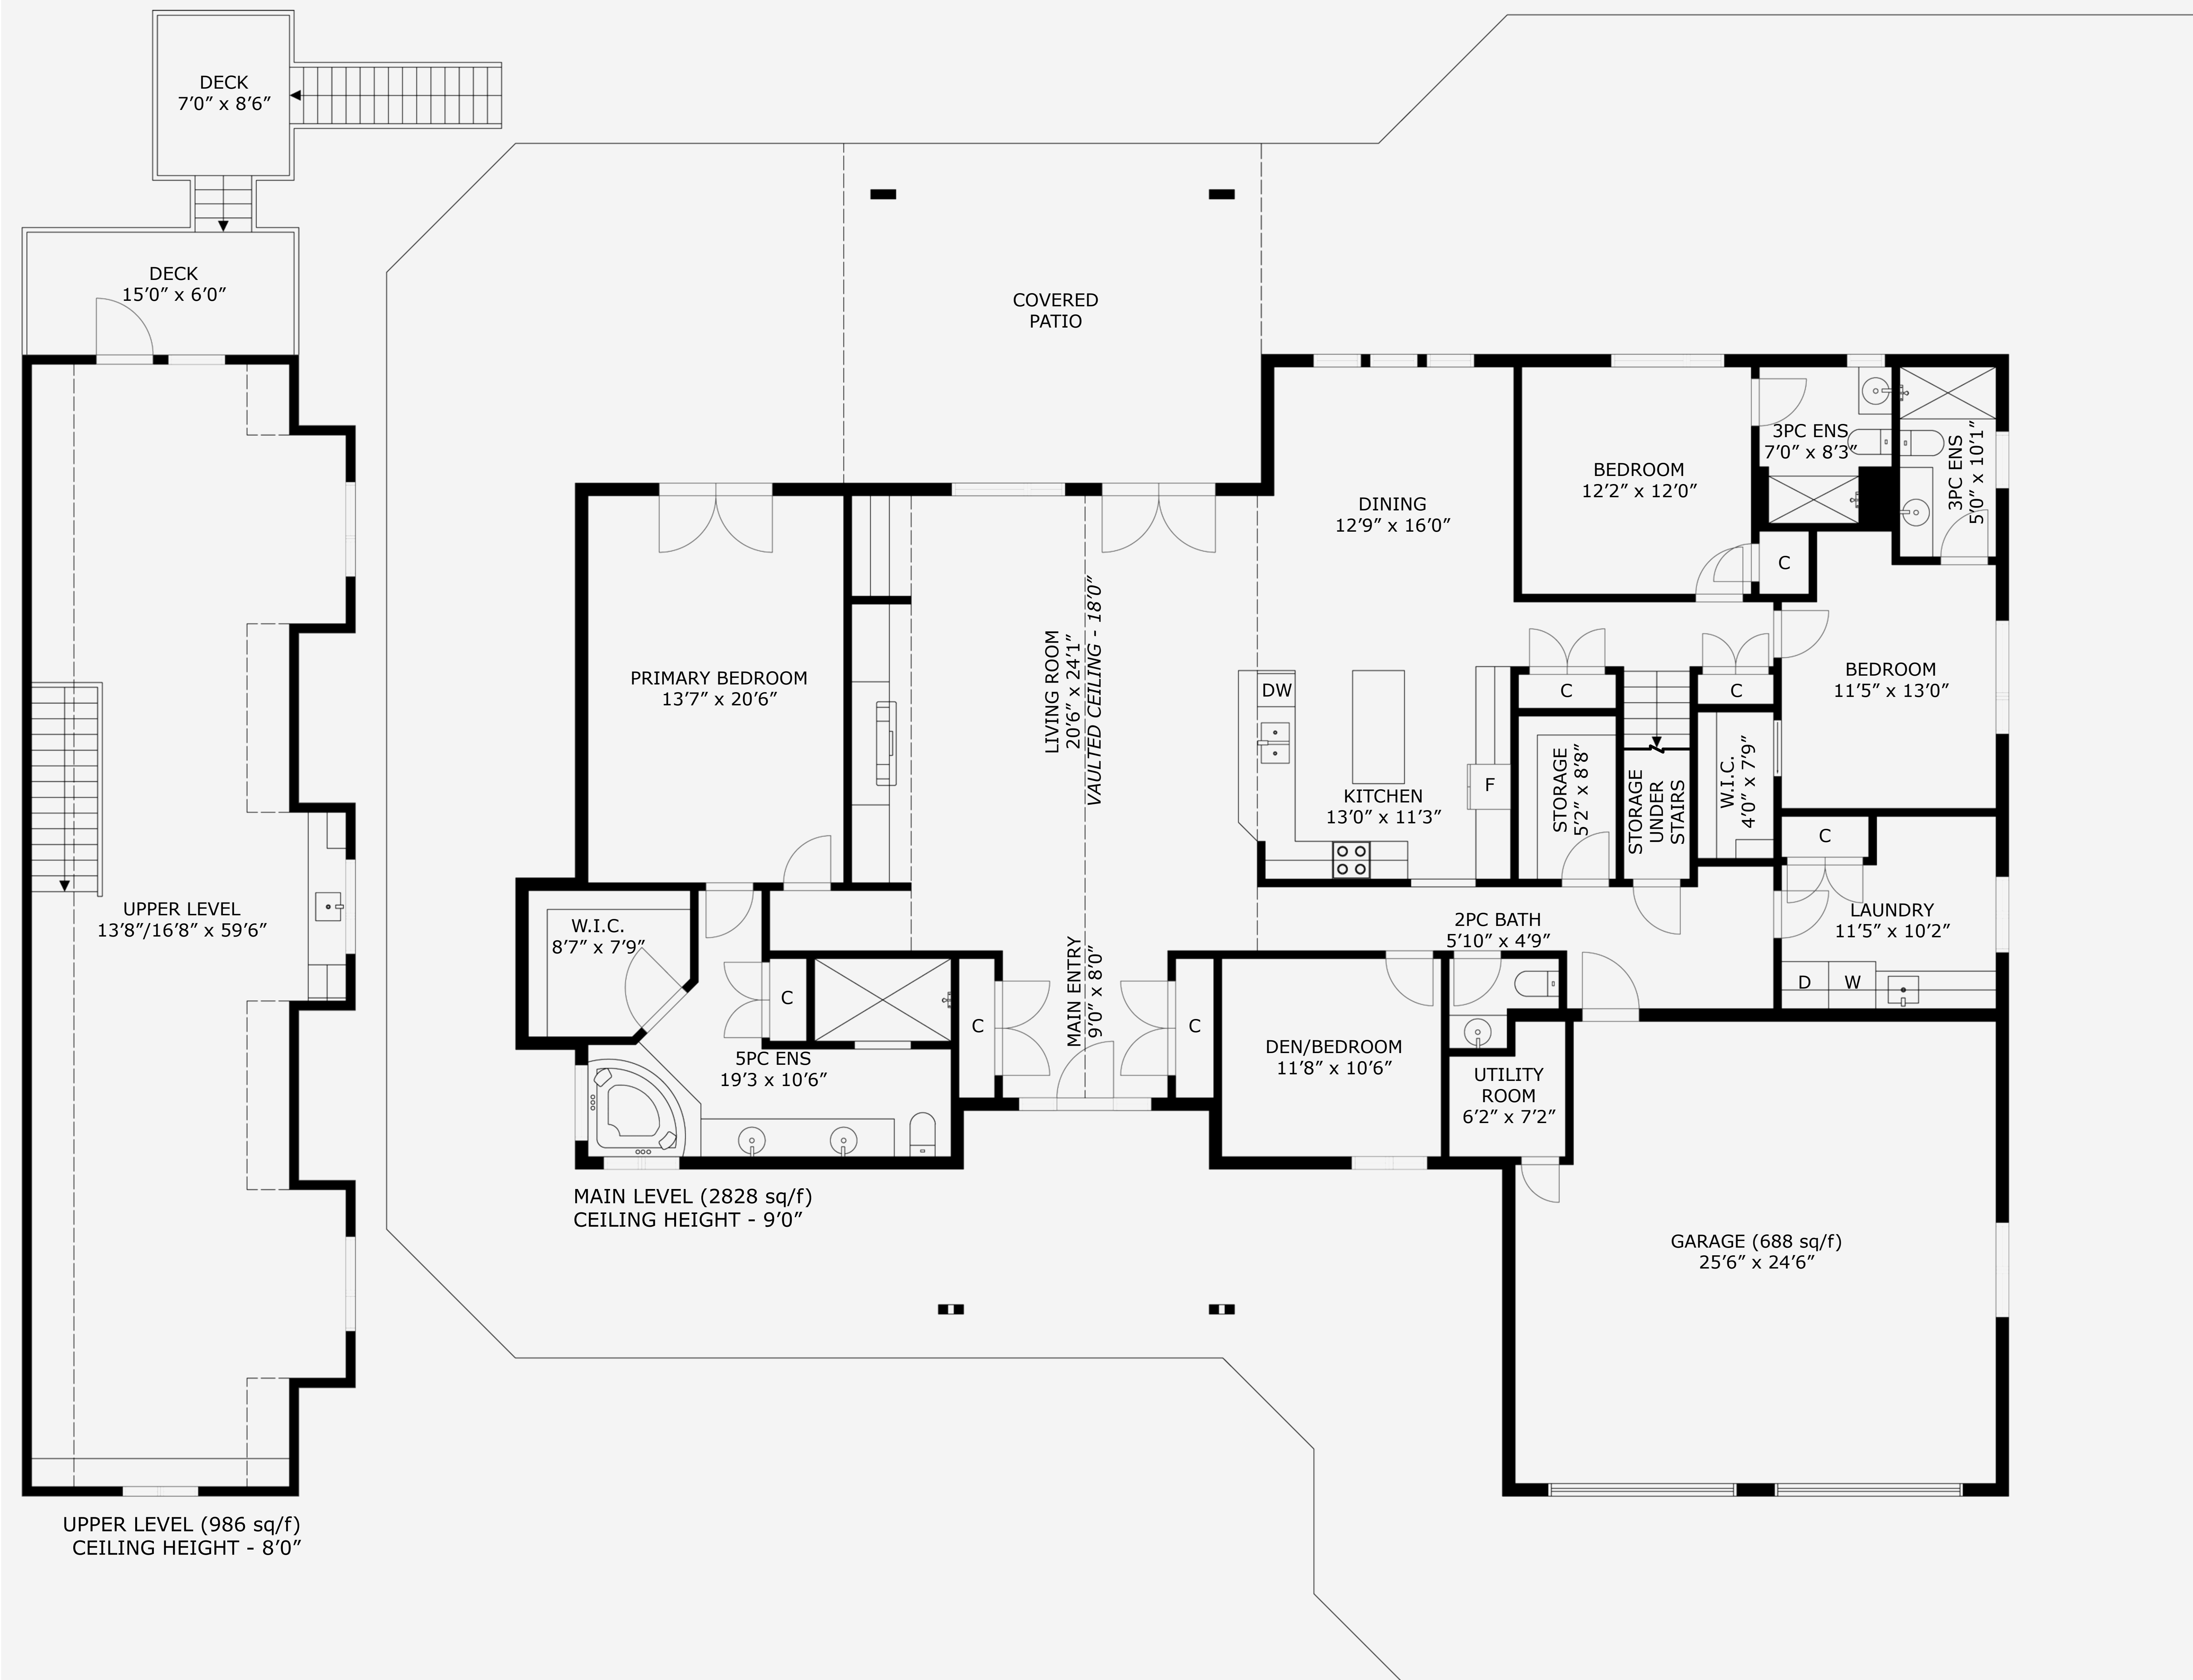 DECK
7’0” x 8’6”
DECK
15’0” x 6’0”
COVERED
PATIO
DINING
12’9” x 16’0”
BEDROOM
12’2” x 12’0”
3PC ENS
7’0” x 8’3”
3PC ENS
5’0” x 10’1”
C
PRIMARY BEDROOM
13’7” x 20’6”
LIVING ROOM
20’6” x 24’1”
VAULTED CEILING - 18’0”
DW
KITCHEN
13’0” x 11’3”
F
C
C
BEDROOM
11’5” x 13’0”
STORAGE
5’2” x 8’8”
STORAGE
UNDER
STAIRS
W.I.C.
4’0” x 7’9”
C
UPPER LEVEL
13’8”/16’8” x 59’6”
W.I.C.
8’7” x 7’9”
C
5PC ENS
19’3 x 10’6”
C
MAIN ENTRY
9’0” x 8’0”
C
2PC BATH
5’10” x 4’9”
LAUNDRY
11’5” x 10’2”
D
W
DEN/BEDROOM
11’8” x 10’6”
UTILITY
ROOM
6’2” x 7’2”
MAIN LEVEL (2828 sq/f)
CEILING HEIGHT - 9’0”
GARAGE (688 sq/f)
25’6” x 24’6”
UPPER LEVEL (986 sq/f)
CEILING HEIGHT - 8’0”